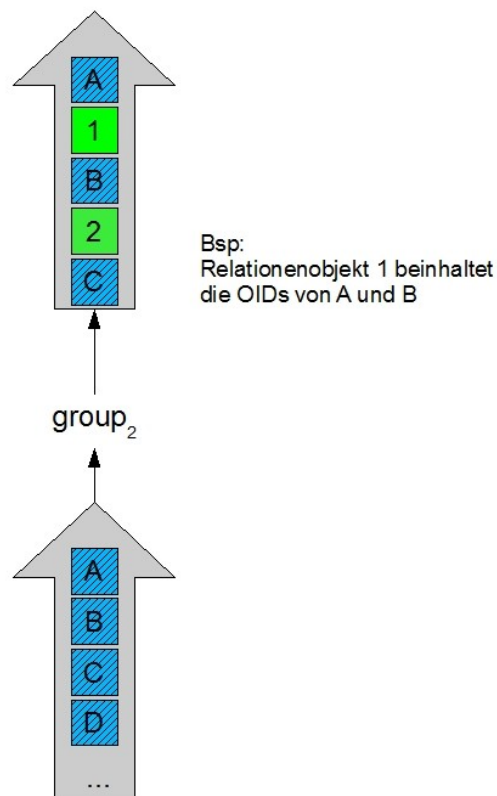 A
1
B
2
C
Bsp:
Relationenobjekt 1 beinhaltet
die OIDs von A und B
group2
A
B
C
D
...